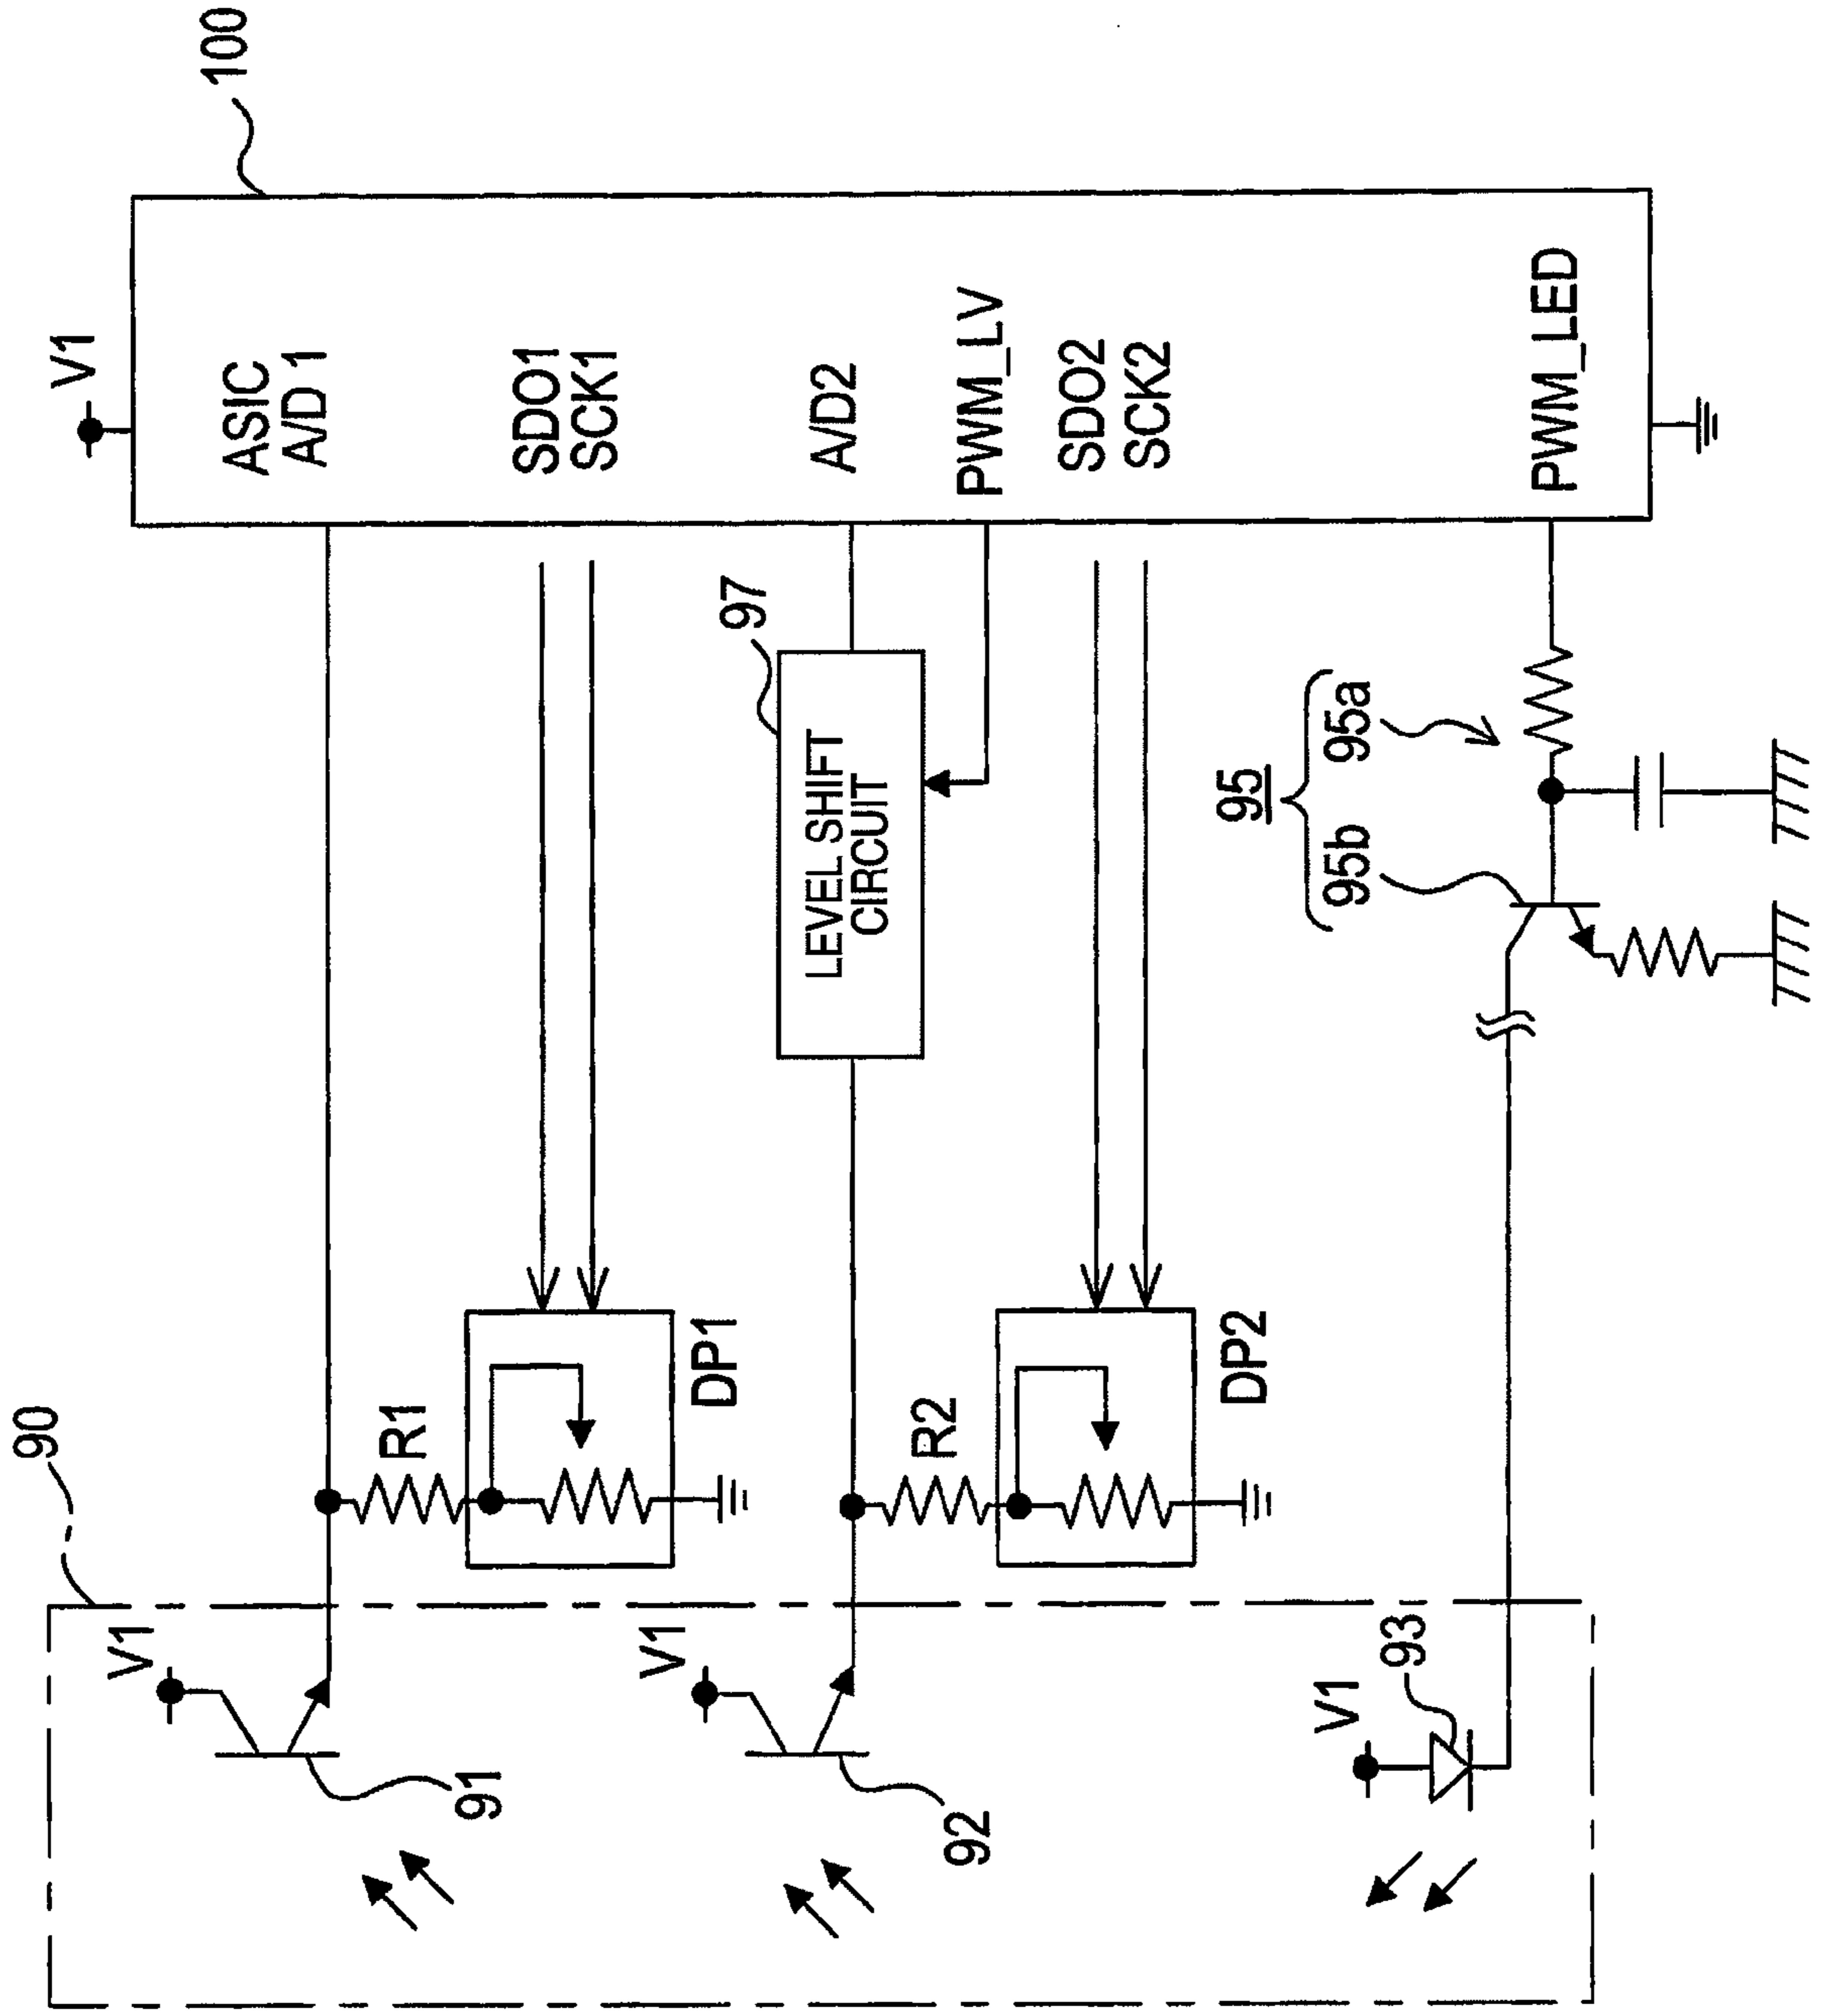 90
V1
91
V1
92
V1
93
R1
DP1
R2
DP2
LEVEL SHIFT
CIRCUIT
97
95
95b
95a
V1
100
ASIC
A/D 1
SDO1
SCK1
A/D2
PWM_LV
SDO2
SCK2
PWM_LED